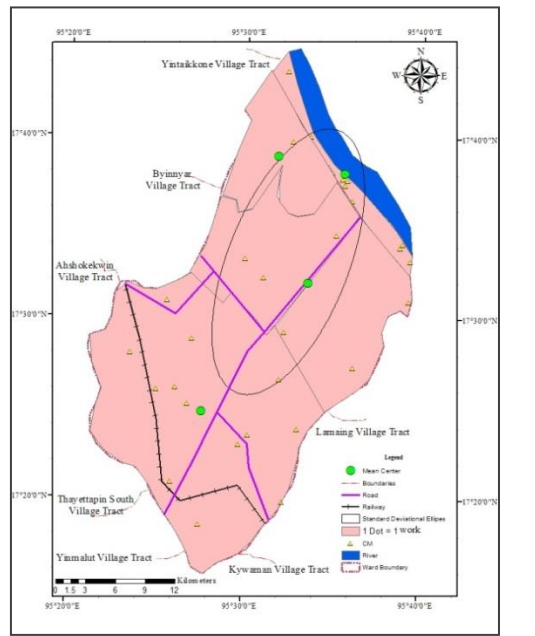 95°20'0"E 95°30'0"E 95°40'0"E
Yintaikkone Village Tract
N
W E
S
17°40'0"N 17°40'0"N
Byinnyar
Village Tract
Ahshokekwin
Village Tract
17°30'0"N 17°30'0"N
Lamaing Village Tract
Legend
Mean Center
Boundaries
Road
Railway
Standard Deviational Ellipes
1 Dot = 1 work
CM
River
Ward Boundary
17°20'0"N 17°20'0"N
Thayettapin South
Village Tract
Yinmalut Village Tract
Kywaman Village Tract
Kilometers
0 1.5 3 6 9 12
95°20'0"E 95°30'0"E 95°40'0"E